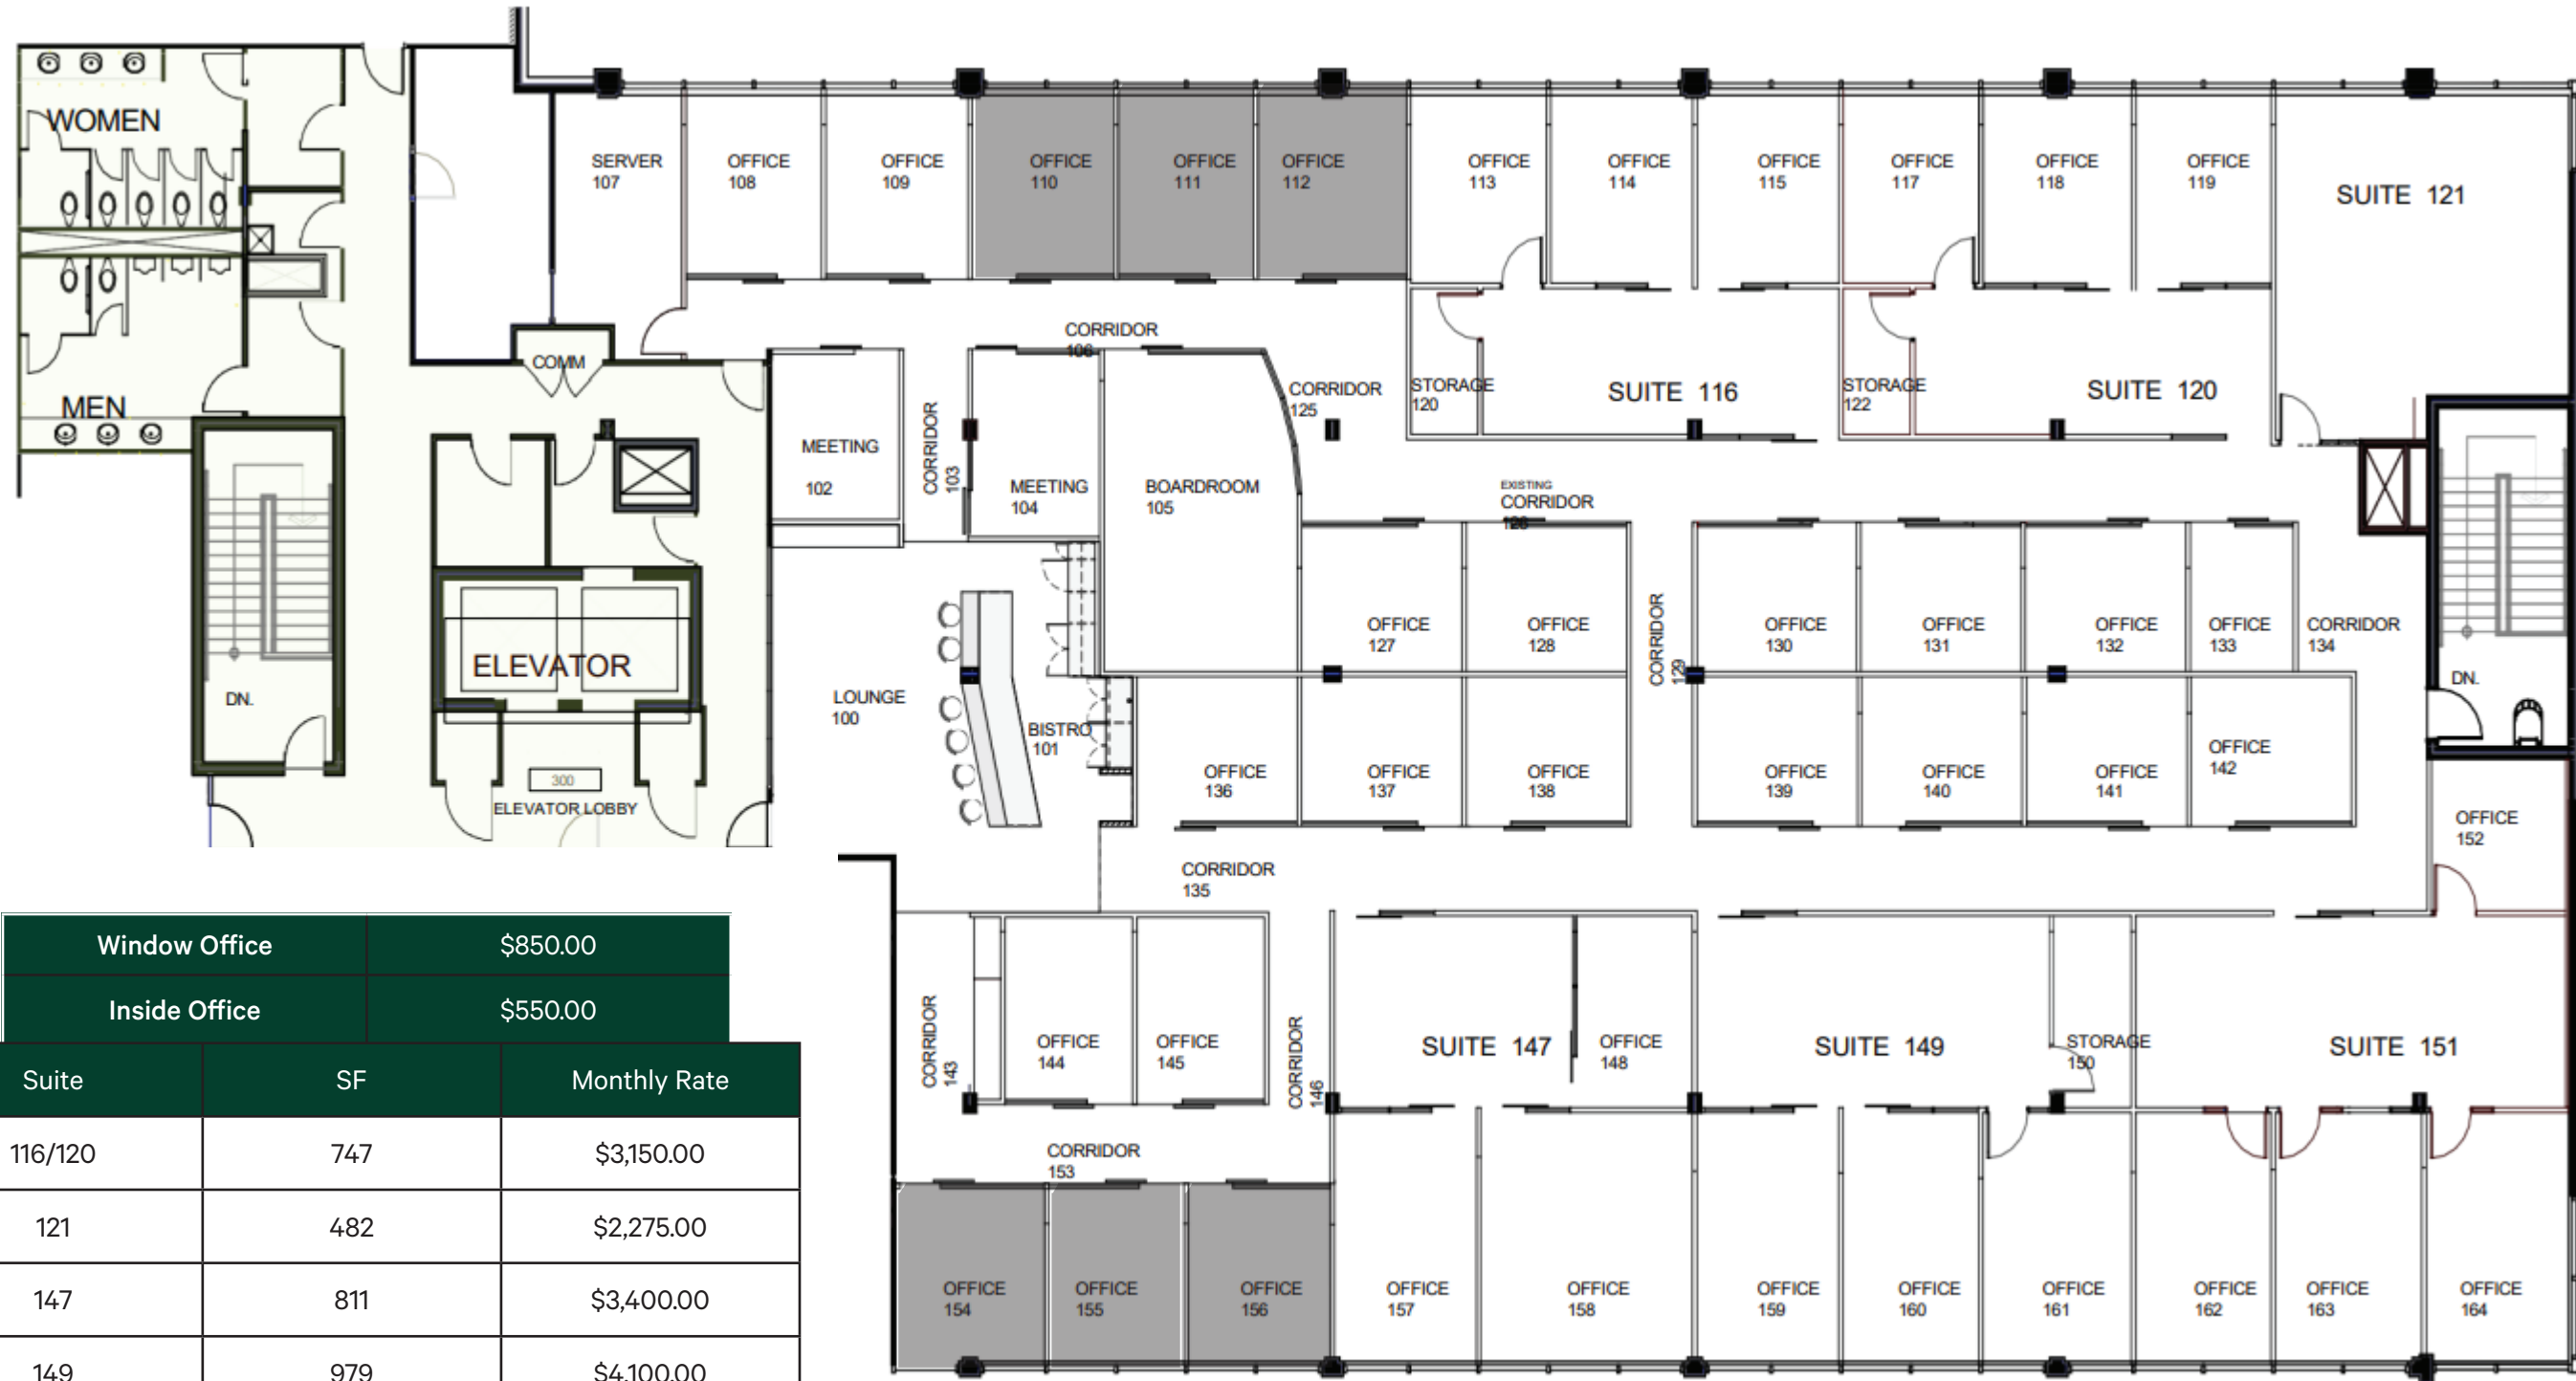 WOMEN
MEN
DN.
COMM
ELEVATOR
300
ELEVATOR LOBBY
SERVER
107
OFFICE
108
OFFICE
109
OFFICE
110
OFFICE
111
OFFICE
112
OFFICE
113
OFFICE
114
OFFICE
115
OFFICE
117
OFFICE
118
OFFICE
119
SUITE 121
CORRIDOR
106
CORRIDOR
125
STORAGE
120
SUITE 116
STORAGE
122
SUITE 120
MEETING
102
CORRIDOR
103
MEETING
104
BOARDROOM
105
EXISTING
CORRIDOR
126
OFFICE
127
OFFICE
128
CORRIDOR
129
OFFICE
130
OFFICE
131
OFFICE
132
OFFICE
133
CORRIDOR
134
DN.
LOUNGE
100
BISTRO
101
OFFICE
136
OFFICE
137
OFFICE
138
OFFICE
139
OFFICE
140
OFFICE
141
OFFICE
142
OFFICE
152
CORRIDOR
135
CORRIDOR
143
OFFICE
144
OFFICE
145
CORRIDOR
146
SUITE 147
OFFICE
148
SUITE 149
STORAGE
150
SUITE 151
CORRIDOR
153
OFFICE
154
OFFICE
155
OFFICE
156
OFFICE
157
OFFICE
158
OFFICE
159
OFFICE
160
OFFICE
161
OFFICE
162
OFFICE
163
OFFICE
164
Window Office $850.00
Inside Office $550.00
Suite SF Monthly Rate
116/120 747 $3,150.00
121 482 $2,275.00
147 811 $3,400.00
149 979 $4,100.00